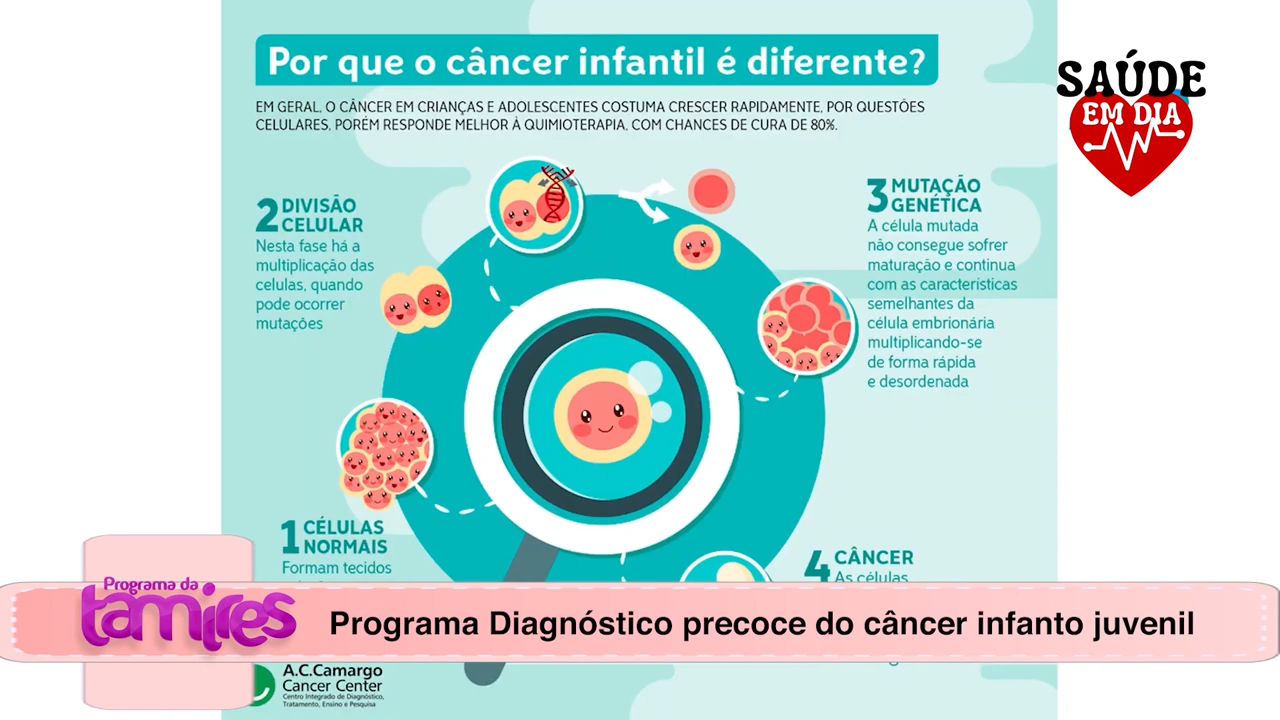 Por que o câncer infantil é diferente?
EM GERAL, O CÂNCER EM CRIANÇAS E ADOLESCENTES COSTUMA CRESCER RAPIDAMENTE, POR QUESTÕES
CELULARES, PORÉM RESPONDE MELHOR À QUIMIOTERAPIA, COM CHANCES DE CURA DE 80%.
SAÚDE
EM DIA
2 DIVISÃO
CELULAR
Nesta fase há a
multiplicação das
celulas, quando
pode ocorrer
mutações
3 MUTAÇÃO
GENÉTICA
A célula mutada
não consegue sofrer
maturação e continua
com as características
semelhantes da
célula embrionária
multiplicando-se
de forma rápida
e desordenada
1 CÉLULAS
NORMAIS
Formam tecidos
4 CÂNCER
As células
Programa da
tamires
Programa Diagnóstico precoce do câncer infanto juvenil
A.C.Camargo
Cancer Center
Centro Integrado de Diagnóstico,
Tratamento, Ensino e Pesquisa